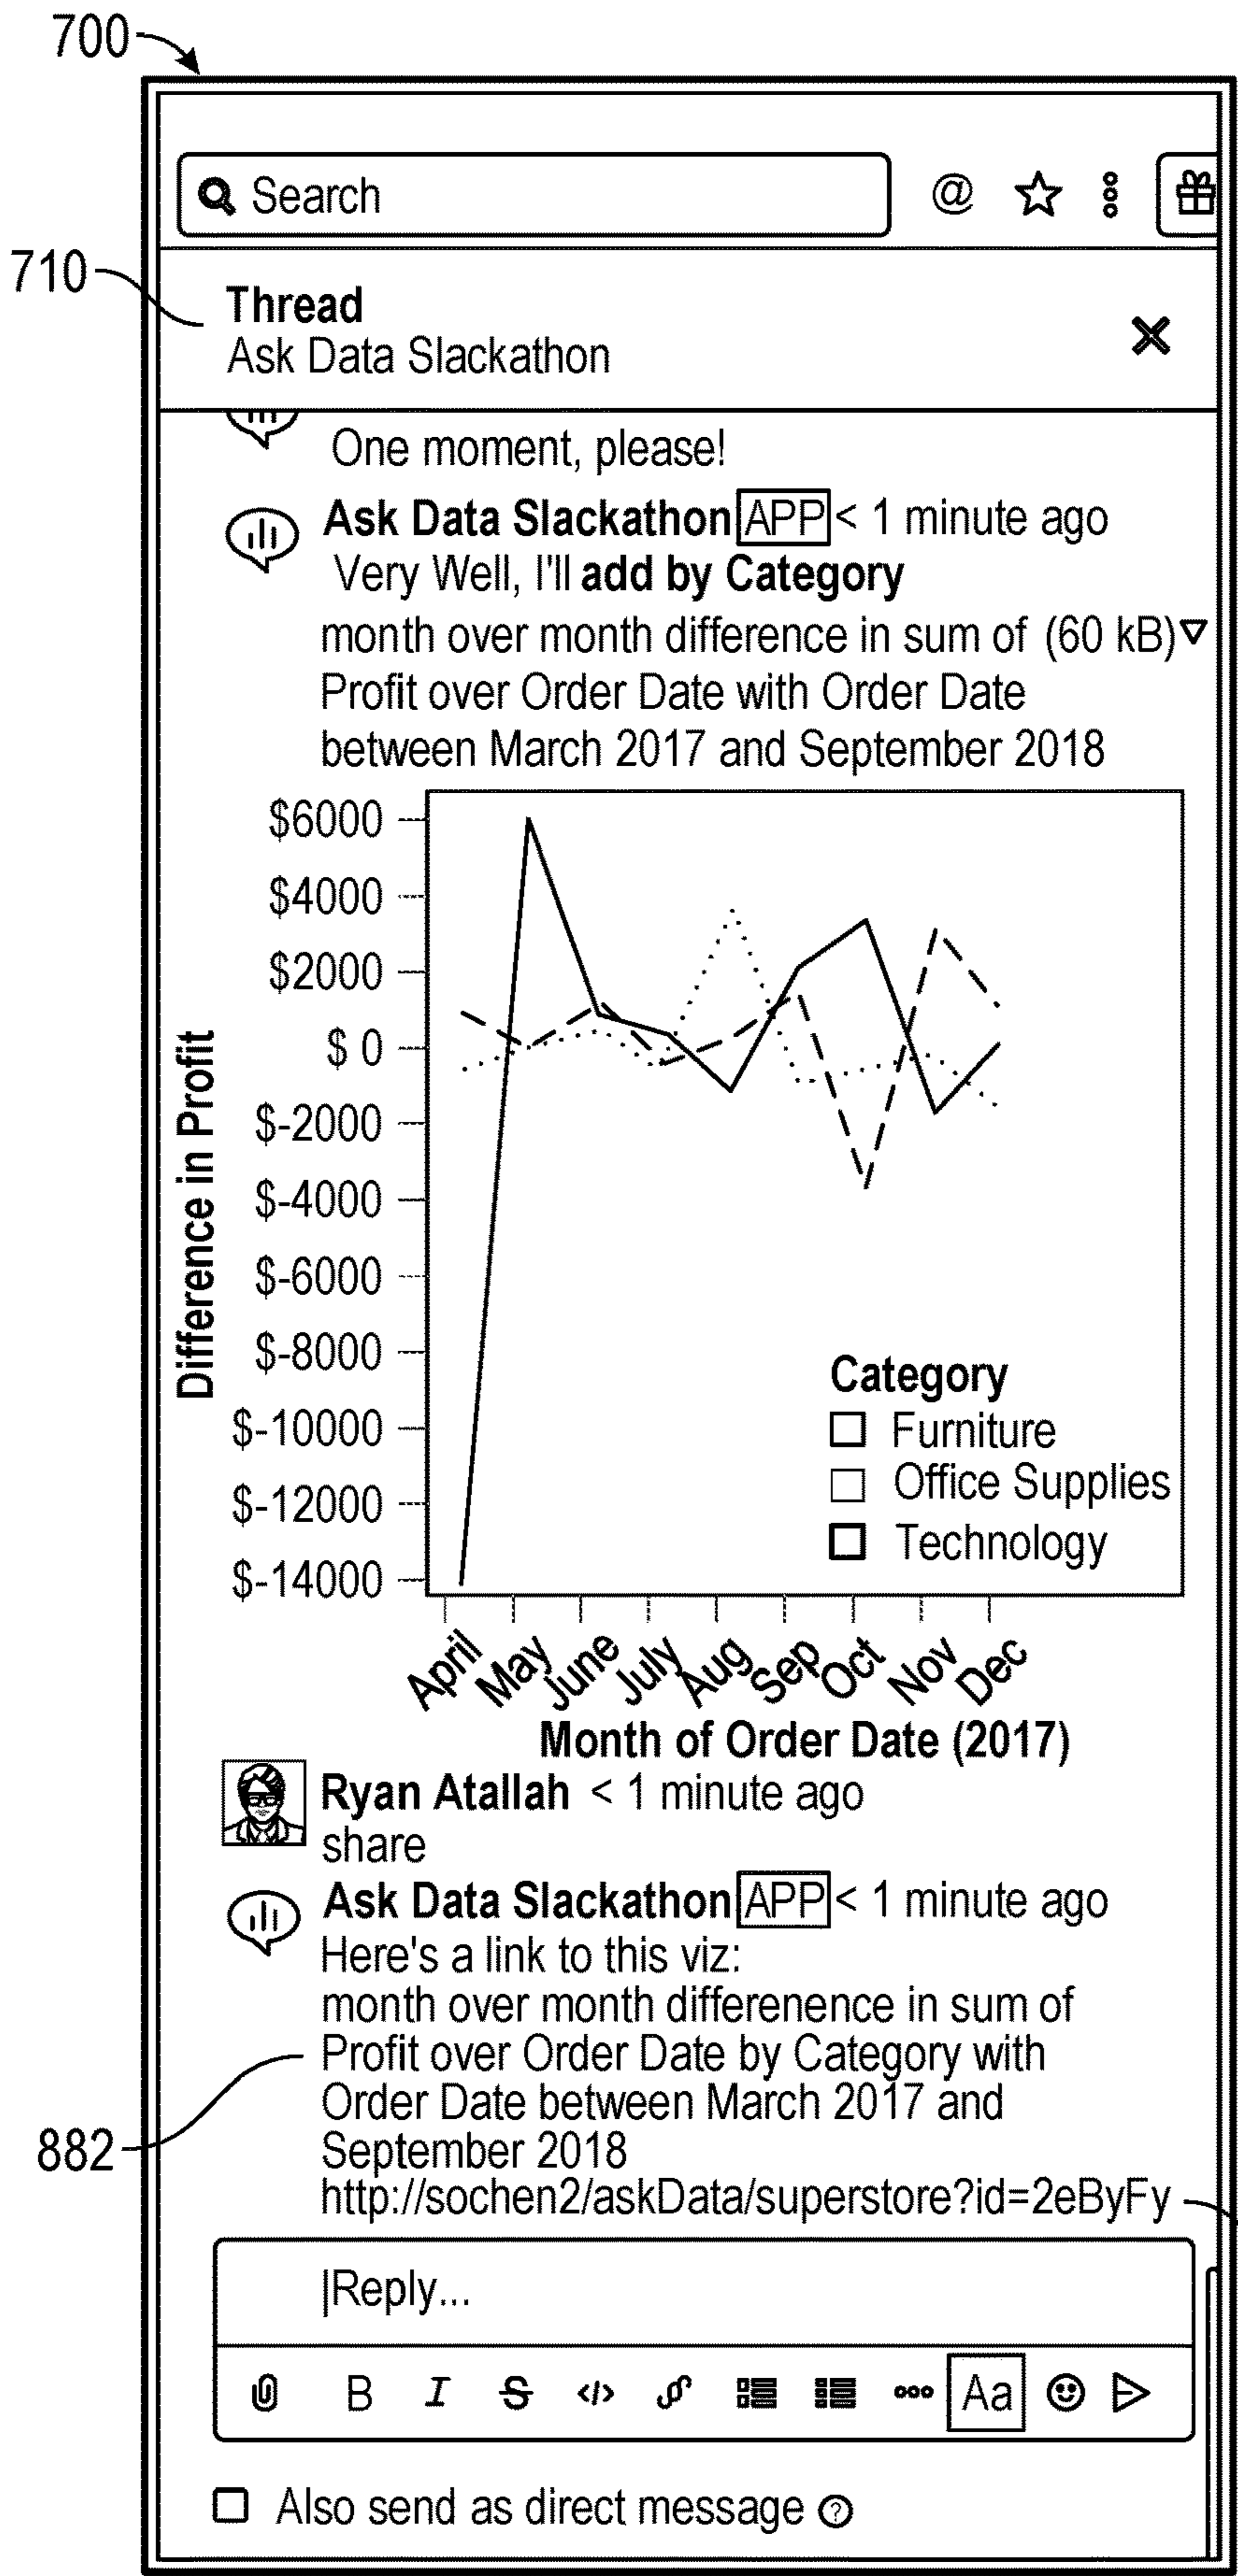 700
Search @
710
Thread
Ask Data Slackathon
One moment, please!
Ask Data Slackathon APP < 1 minute ago
Very Well, I'll add by Category
month over month difference in sum of (60 kB)
Profit over Order Date with Order Date
between March 2017 and September 2018
Difference in Profit
$6000
$4000
$2000
$ 0
$-2000
$-4000
$-6000
$-8000
$-10000
$-12000
$-14000
Category
Furniture
Office Supplies
Technology
April May June July Aug Sep Oct Nov Dec
Month of Order Date (2017)
Ryan Atallah < 1 minute ago
share
Ask Data Slackathon APP < 1 minute ago
Here's a link to this viz:
month over month differenence in sum of
Profit over Order Date by Category with
Order Date between March 2017 and
September 2018
882
http://sochen2/askData/superstore?id=2eByFy
Reply...
B I S </> Aa
Also send as direct message ?